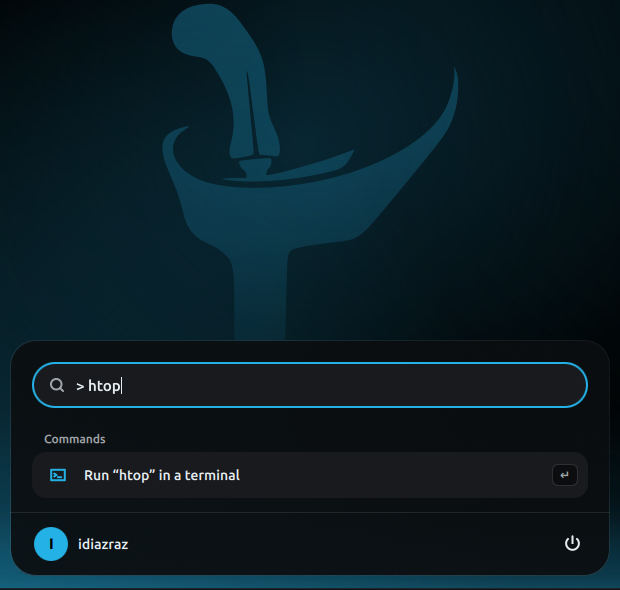 > htop
Commands
Run “htop” in a terminal
I
idiazraz